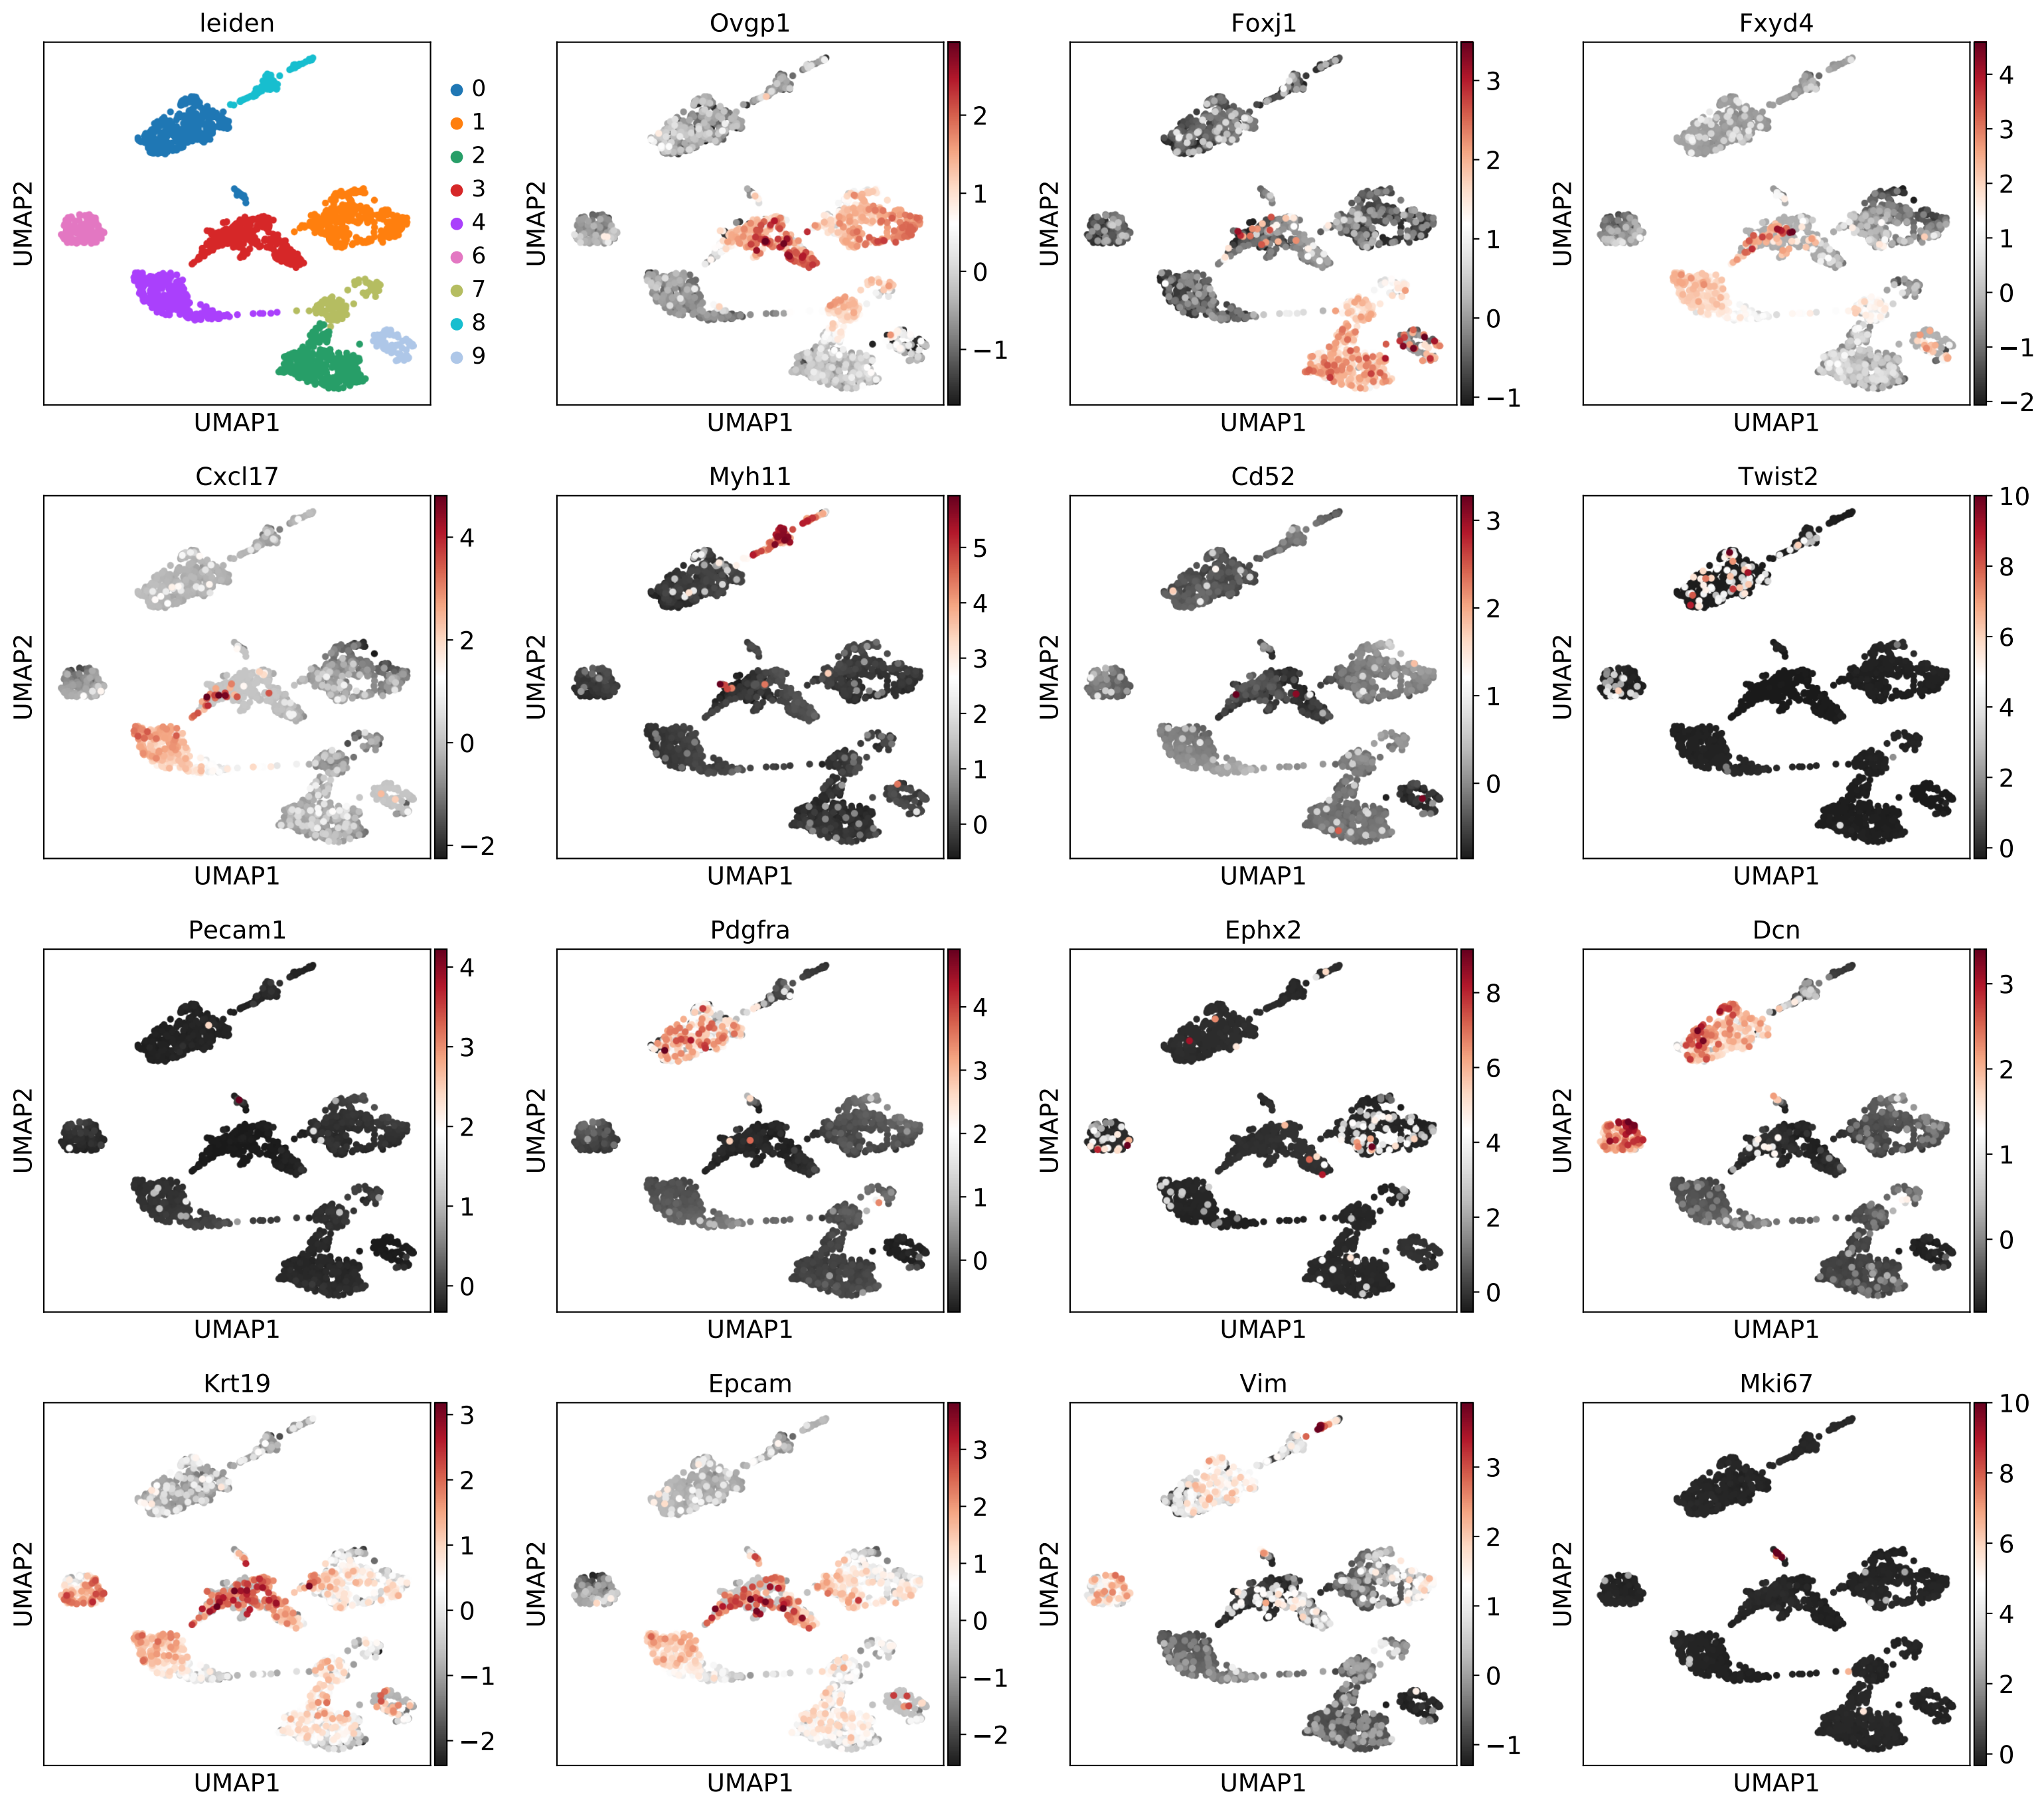 leiden
UMAP2
UMAP1
0
1
2
3
4
6
7
8
9
Ovgp1
UMAP2
UMAP1
2
1
0
−1
Foxj1
UMAP2
UMAP1
3
2
1
0
−1
Fxyd4
UMAP2
UMAP1
4
3
2
1
0
−1
−2
Cxcl17
UMAP2
UMAP1
4
2
0
−2
Myh11
UMAP2
UMAP1
5
4
3
2
1
0
Cd52
UMAP2
UMAP1
3
2
1
0
Twist2
UMAP2
UMAP1
10
8
6
4
2
0
Pecam1
UMAP2
UMAP1
4
3
2
1
0
Pdgfra
UMAP2
UMAP1
4
3
2
1
0
Ephx2
UMAP2
UMAP1
8
6
4
2
0
Dcn
UMAP2
UMAP1
3
2
1
0
Krt19
UMAP2
UMAP1
3
2
1
0
−1
−2
Epcam
UMAP2
UMAP1
3
2
1
0
−1
−2
Vim
UMAP2
UMAP1
3
2
1
0
−1
Mki67
UMAP2
UMAP1
10
8
6
4
2
0